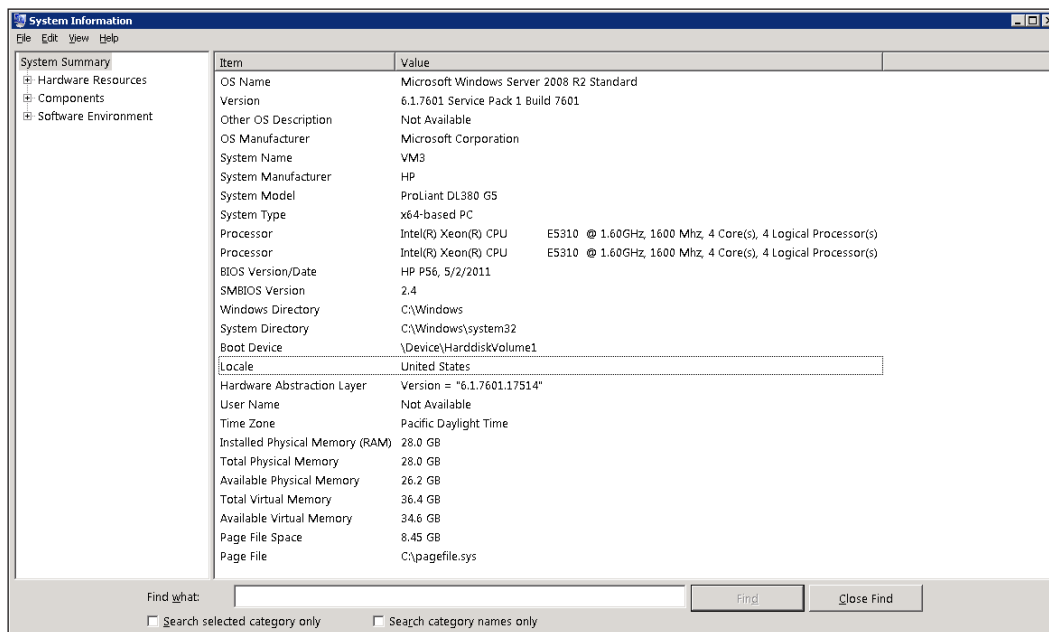 System Information
File Edit View Help
System Summary
Hardware Resources
Components
Software Environment
Item Value
OS Name Microsoft Windows Server 2008 R2 Standard
Version 6.1.7601 Service Pack 1 Build 7601
Other OS Description Not Available
OS Manufacturer Microsoft Corporation
System Name VM3
System Manufacturer HP
System Model ProLiant DL380 G5
System Type x64-based PC
Processor Intel(R) Xeon(R) CPU E5310 @ 1.60GHz, 1600 Mhz, 4 Core(s), 4 Logical Processor(s)
Processor Intel(R) Xeon(R) CPU E5310 @ 1.60GHz, 1600 Mhz, 4 Core(s), 4 Logical Processor(s)
BIOS Version/Date HP P56, 5/2/2011
SMBIOS Version 2.4
Windows Directory C:\Windows
System Directory C:\Windows\system32
Boot Device \Device\HarddiskVolume1
Locale United States
Hardware Abstraction Layer Version = "6.1.7601.17514"
User Name Not Available
Time Zone Pacific Daylight Time
Installed Physical Memory (RAM) 28.0 GB
Total Physical Memory 28.0 GB
Available Physical Memory 26.2 GB
Total Virtual Memory 36.4 GB
Available Virtual Memory 34.6 GB
Page File Space 8.45 GB
Page File C:\pagefile.sys
Find what: Find Close Find
Search selected category only Search category names only